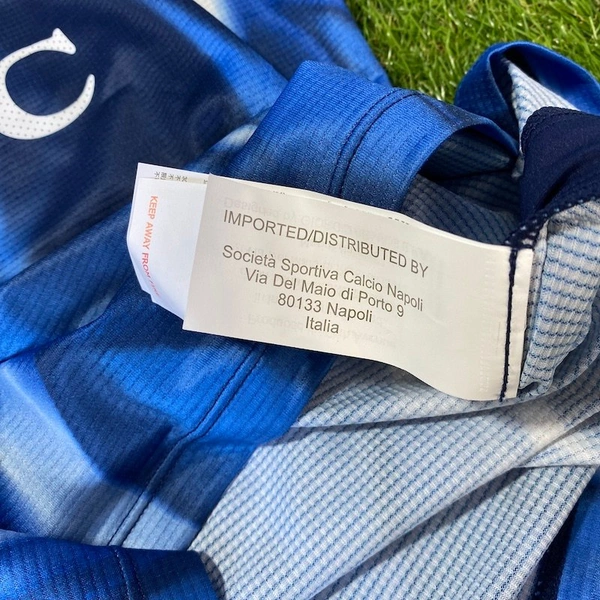 C
KEEP AWAY FROM
IMPORTED/DISTRIBUTED BY
Società Sportiva Calcio Napoli
Via Del Maio di Porto 9
80133 Napoli
Italia